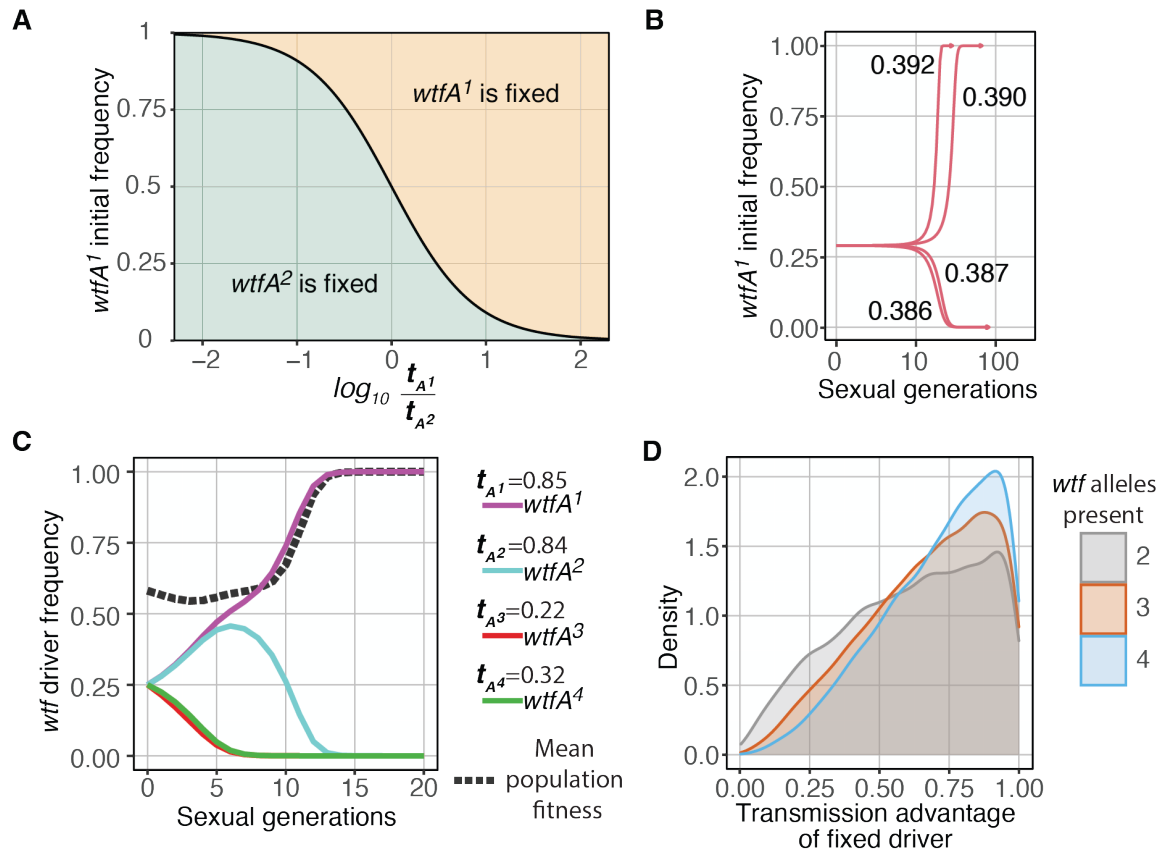 A
1
0.75
0.5
0.25
0
wtfA¹ initial frequency
wtfA¹ is fixed
wtfA² is fixed
−2
−1
0
1
2
log₁₀ t_A¹ / t_A²
B
1.00
0.75
0.50
0.25
0.00
wtfA¹ initial frequency
0.392
0.390
0.387
0.386
0
10
100
Sexual generations
C
1.00
0.75
0.50
0.25
0.00
wtf driver frequency
0
5
10
15
20
Sexual generations
t_A¹=0.85
wtfA¹
t_A²=0.84
wtfA²
t_A³=0.22
wtfA³
t_A⁴=0.32
wtfA⁴
Mean
population
fitness
D
2.0
1.5
1.0
0.5
0.0
Density
0.00
0.25
0.50
0.75
1.00
Transmission advantage
of fixed driver
wtf alleles
present
2
3
4